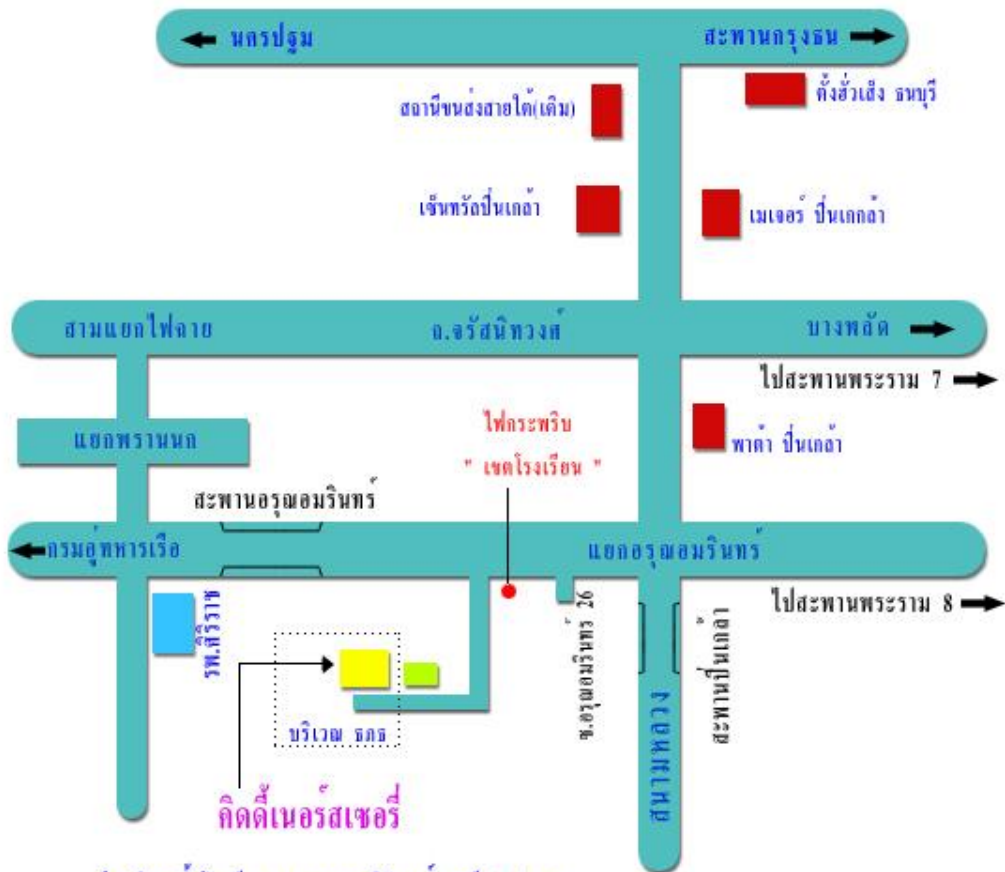 นครปฐม
สะพานกรุงธน
สถานีขนส่งสายใต้(เดิม)
ตั้งฮั่วเส็ง ธนบุรี
เซ็นทรัลปิ่นเกล้า
เมเจอร์ ปิ่นเกกล้า
สามแยกไฟฉาย
ถ.จรัสนิทวงศ์
บางพลัด
ไปสะพานพระราม 7
แยกพรานนก
ไฟกระพริบ
" เขตโรงเรียน "
พาต้า ปิ่นเกล้า
สะพานอรุณอมรินทร์
กรมอู่ทหารเรือ
แยกอรุณอมรินทร์
ไปสะพานพระราม 8
รพ.ศิริราช
ซ.อรุณอมรินทร์ 26
สะพานปิ่นเกล้า
สนามหลวง
บริเวณ ธกธ
คิดดี้เนอร์สเซอรี่